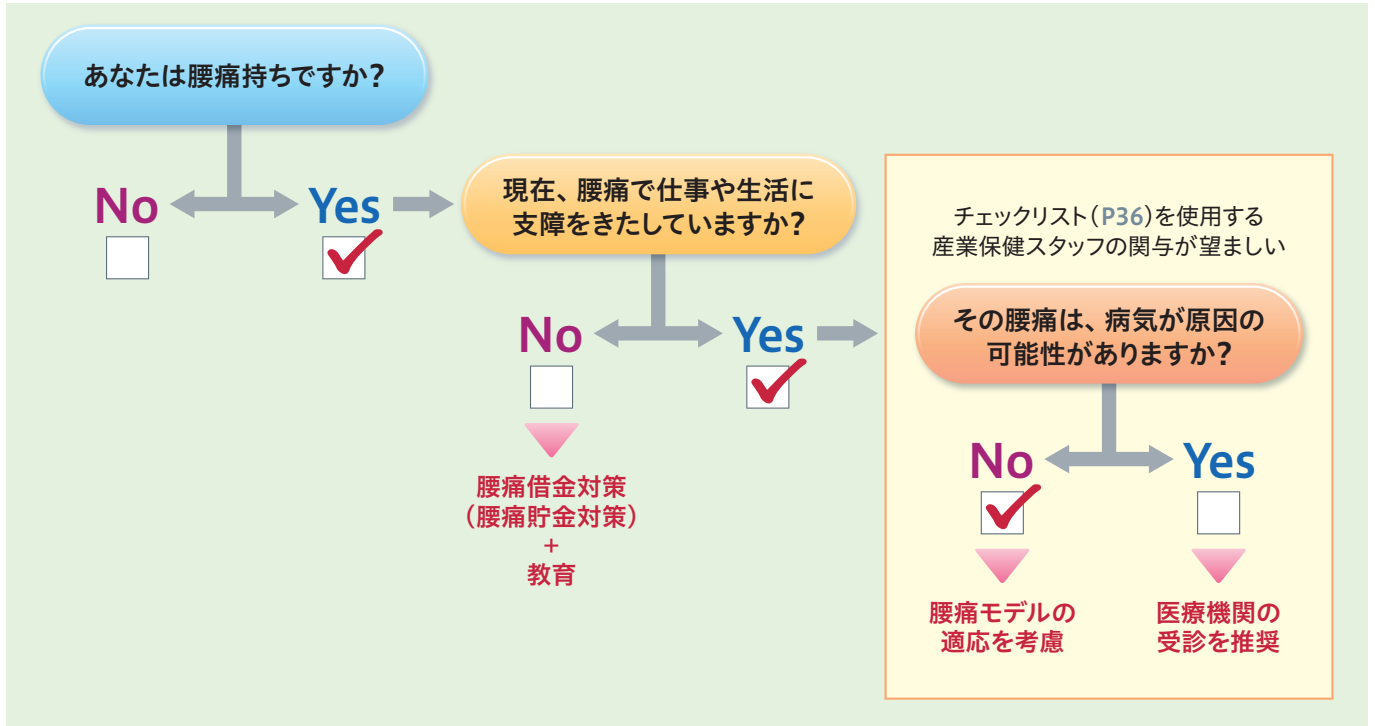 あなたは腰痛持ちですか?
No
Yes
現在、腰痛で仕事や生活に
支障をきたしていますか?
No
Yes
腰痛借金対策
(腰痛貯金対策)
+
教育
チェックリスト(P36)を使用する
産業保健スタッフの関与が望ましい
その腰痛は、病気が原因の
可能性がありますか?
No
Yes
腰痛モデルの
適応を考慮
医療機関の
受診を推奨